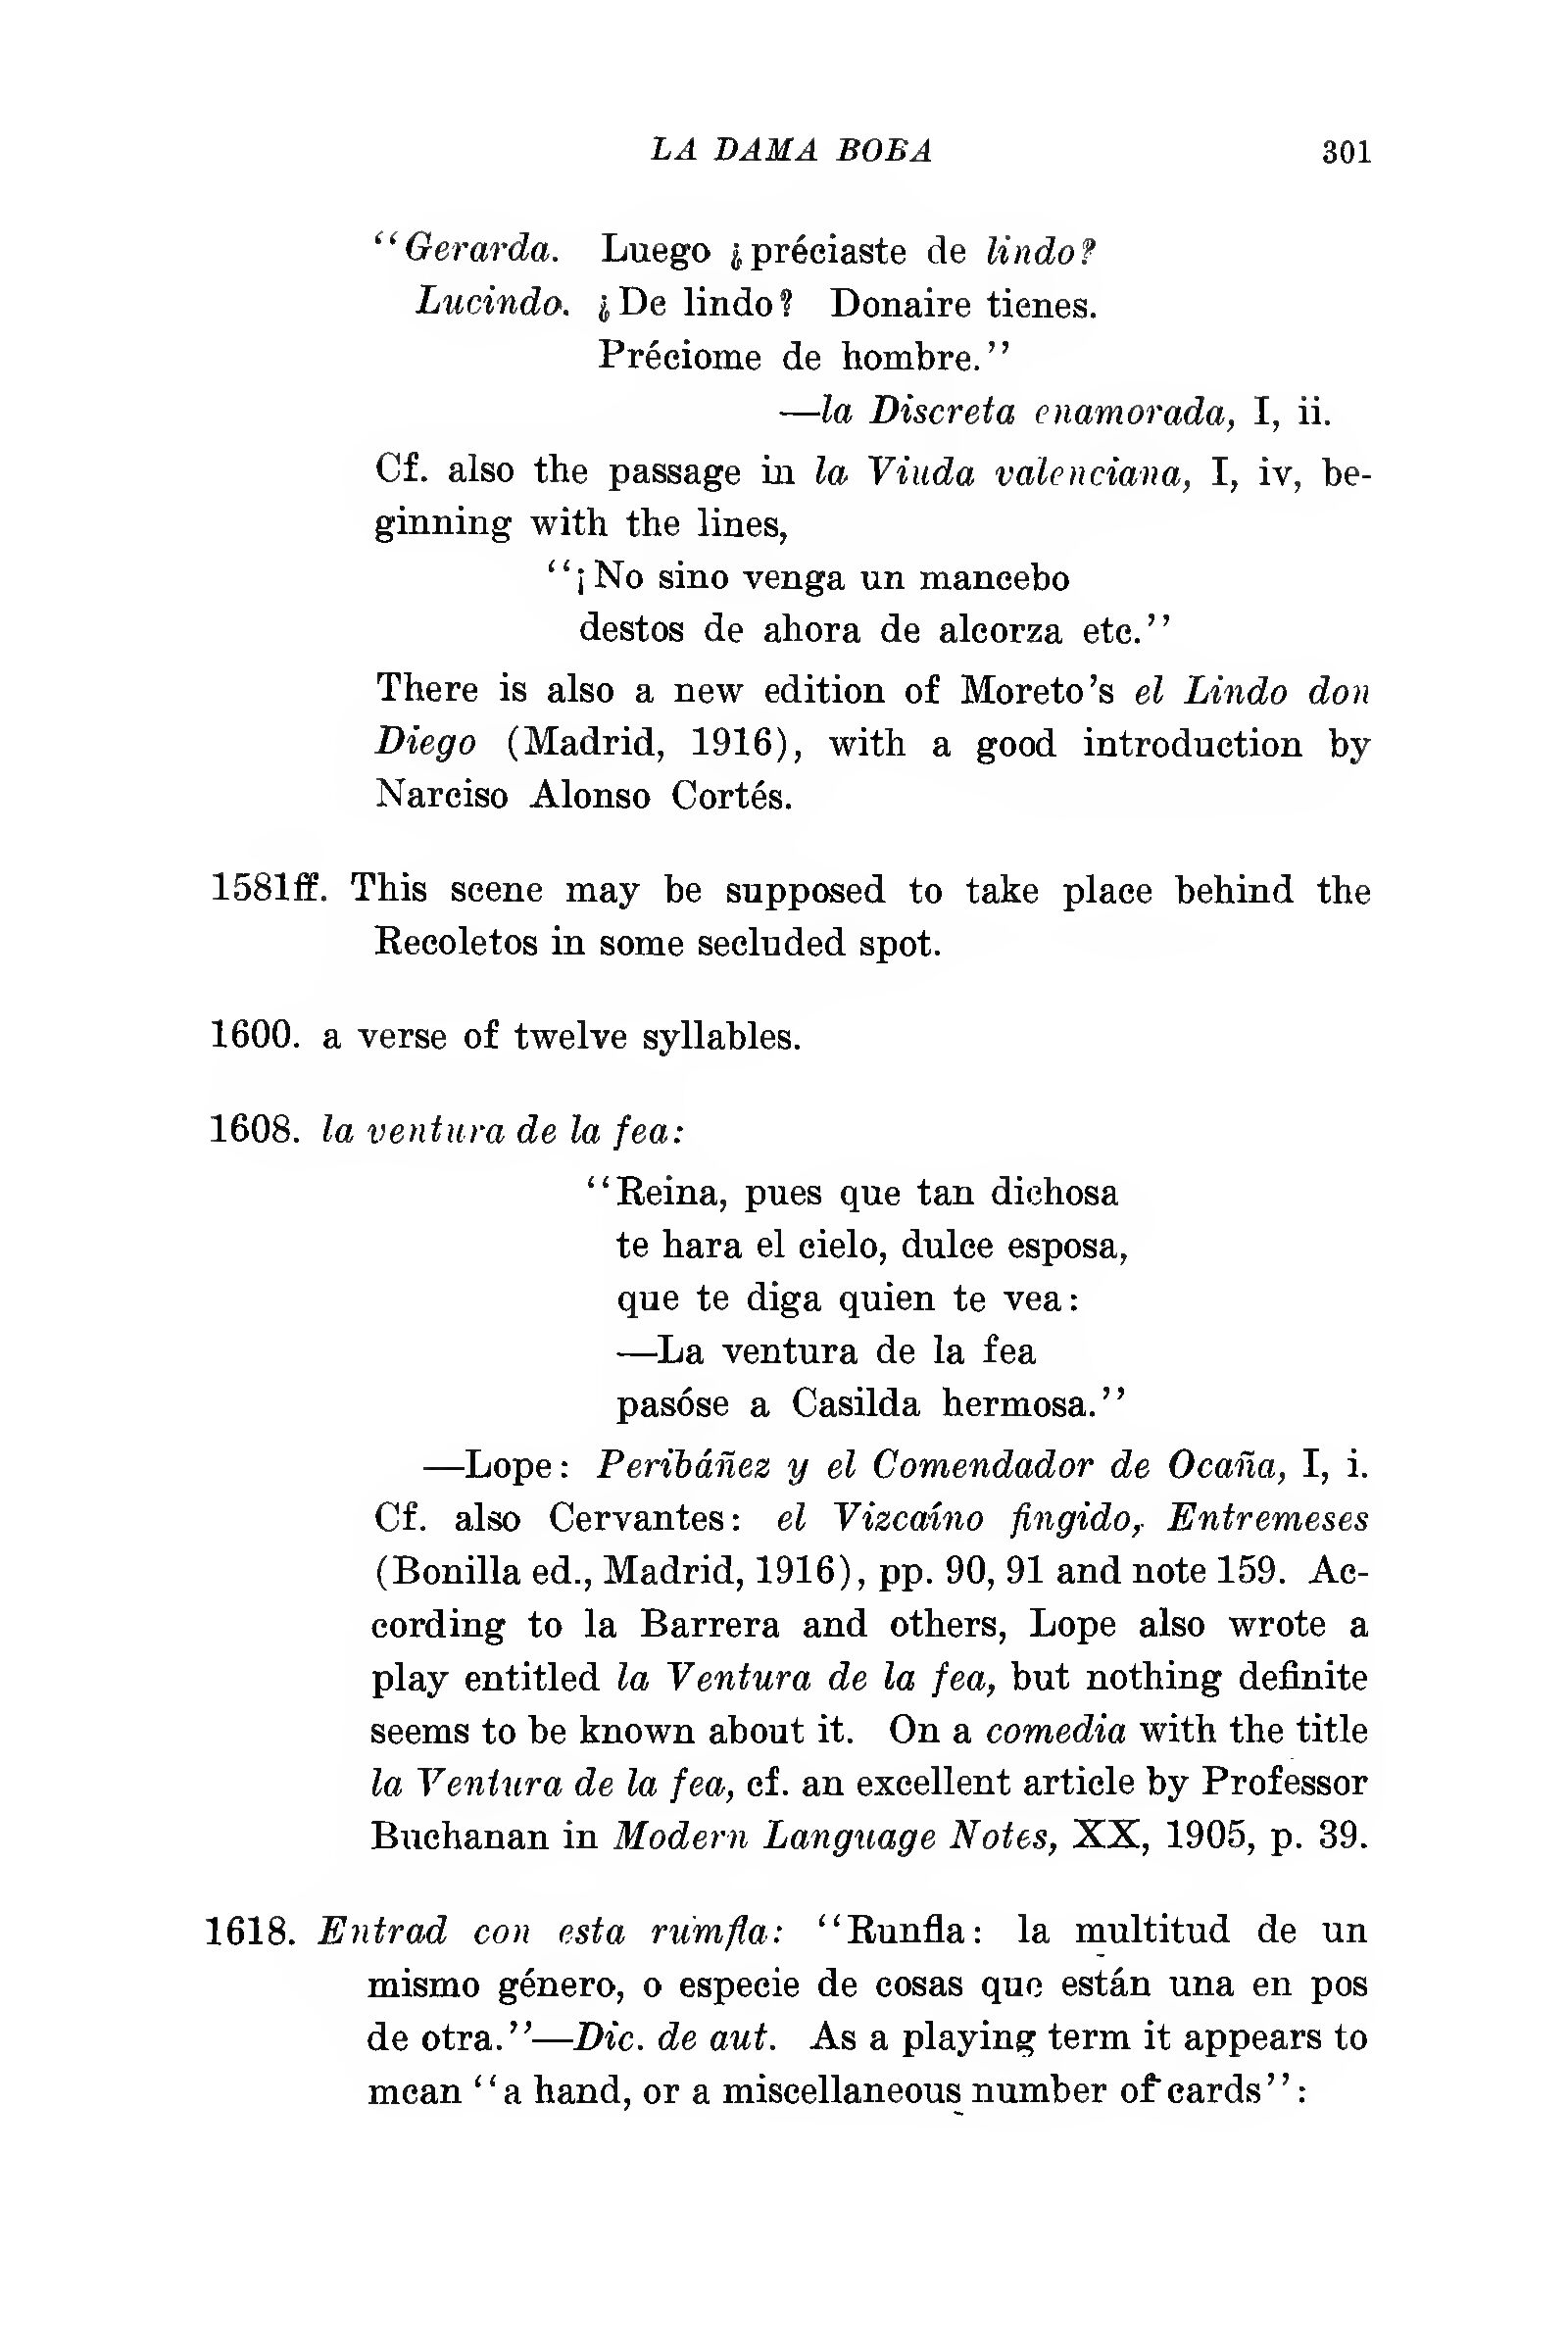 LA DAMA BOBA 301
“Gerarda. Luego ¿préciaste de lindo?
Lucindo. ¿De lindo? Donaire tienes.
Préciome de hombre.”
—la Discreta enamorada, I, ii.
Cf. also the passage in la Viuda valenciana, I, iv, be-
ginning with the lines,
“¡No sino venga un mancebo
destos de ahora de alcorza etc.”
There is also a new edition of Moreto’s el Lindo don
Diego (Madrid, 1916), with a good introduction by
Narciso Alonso Cortés.
1581ff. This scene may be supposed to take place behind the
Recoletos in some secluded spot.
1600. a verse of twelve syllables.
1608. la ventura de la fea:
“Reina, pues que tan dichosa
te hara el cielo, dulce esposa,
que te diga quien te vea:
—La ventura de la fea
pasóse a Casilda hermosa.”
—Lope: Peribáñez y el Comendador de Ocaña, I, i.
Cf. also Cervantes: el Vizcaíno fingido, Entremeses
(Bonilla ed., Madrid, 1916), pp. 90, 91 and note 159. Ac-
cording to la Barrera and others, Lope also wrote a
play entitled la Ventura de la fea, but nothing definite
seems to be known about it. On a comedia with the title
la Ventura de la fea, cf. an excellent article by Professor
Buchanan in Modern Language Notes, XX, 1905, p. 39.
1618. Entrad con esta rumfla: “Runfla: la multitud de un
mismo género, o especie de cosas que están una en pos
de otra.”—Dic. de aut. As a playing term it appears to
mean “a hand, or a miscellaneous number of cards”: